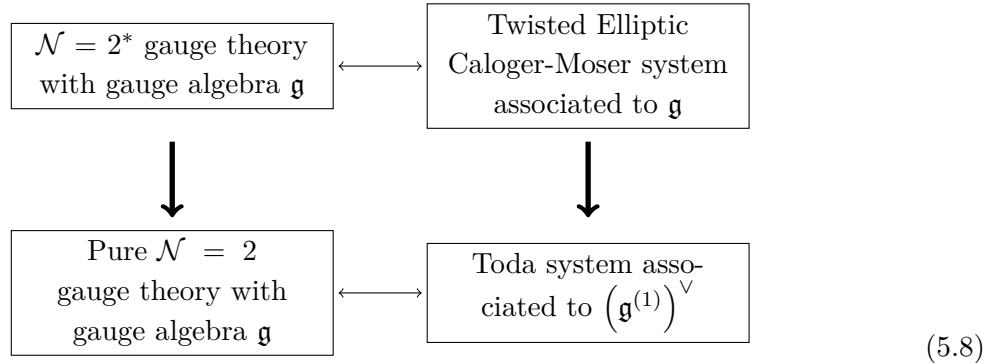 𝒩 = 2* gauge theory
with gauge algebra 𝔤
Twisted Elliptic
Caloger-Moser system
associated to 𝔤
Pure 𝒩 = 2
gauge theory with
gauge algebra 𝔤
Toda system asso-
ciated to (𝔤^(1))^∨
(5.8)